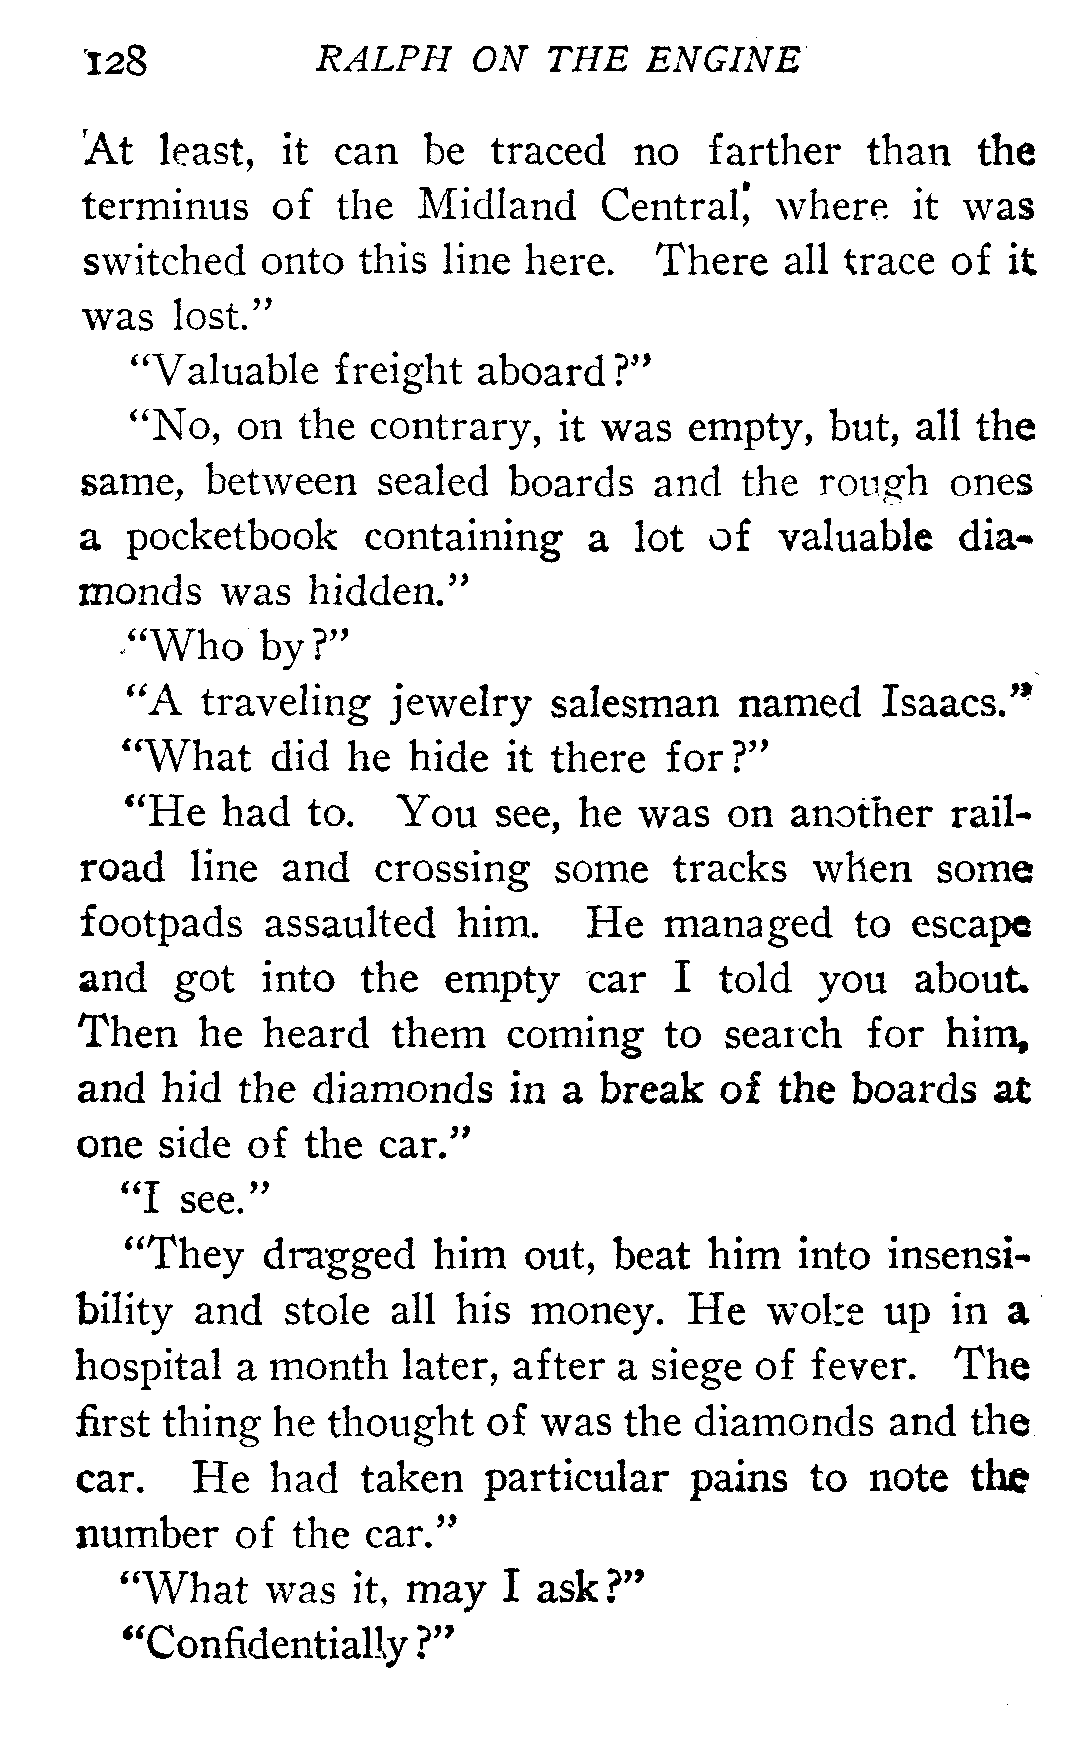 128 RALPH ON THE ENGINE
At least, it can be traced no farther than the
terminus of the Midland Central, where it was
switched onto this line here. There all trace of it
was lost."
"Valuable freight aboard?"
"No, on the contrary, it was empty, but, all the
same, between sealed boards and the rough ones
a pocketbook containing a lot of valuable dia-
monds was hidden."
"Who by?"
"A traveling jewelry salesman named Isaacs."
"What did he hide it there for?"
"He had to. You see, he was on another rail-
road line and crossing some tracks when some
footpads assaulted him. He managed to escape
and got into the empty car I told you about.
Then he heard them coming to search for him,
and hid the diamonds in a break of the boards at
one side of the car."
"I see."
"They dragged him out, beat him into insensi-
bility and stole all his money. He woke up in a
hospital a month later, after a siege of fever. The
first thing he thought of was the diamonds and the
car. He had taken particular pains to note the
number of the car."
"What was it, may I ask?"
"Confidentially?"